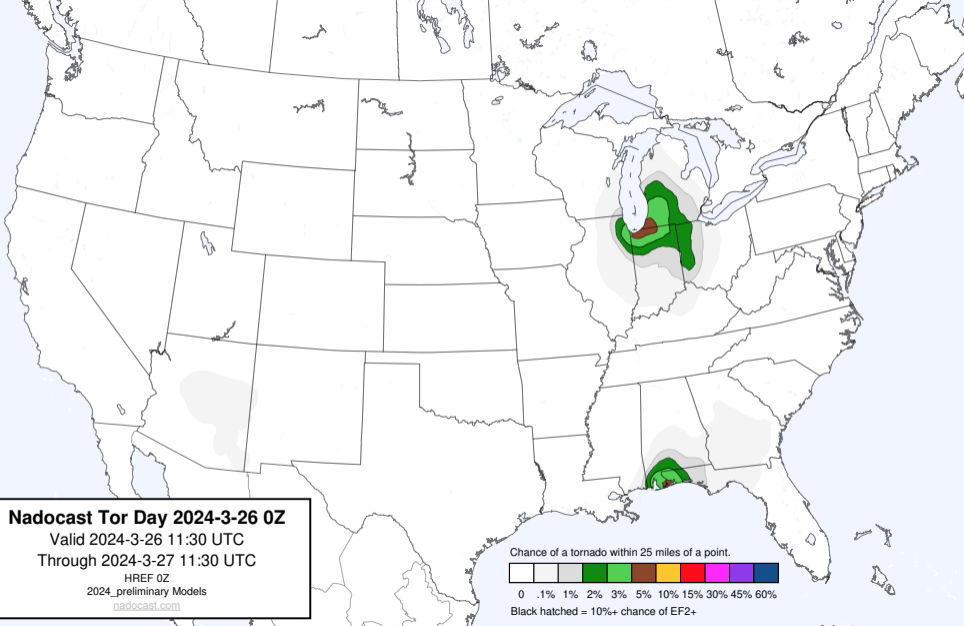 Nadocast Tor Day 2024-3-26 0Z
Valid 2024-3-26 11:30 UTC
Through 2024-3-27 11:30 UTC
HREF 0Z
2024_preliminary Models
nadocast.com
Chance of a tornado within 25 miles of a point.
0 .1% 1% 2% 3% 5% 10% 15% 30% 45% 60%
Black hatched = 10%+ chance of EF2+